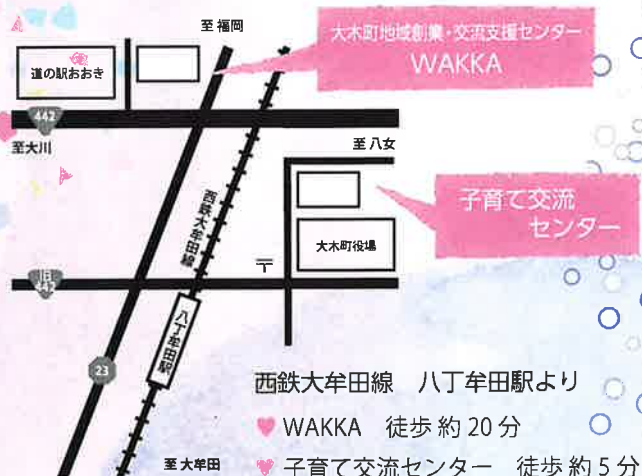 至 福岡
大木町地域創業・交流支援センター
WAKKA
道の駅おおき
442
至大川
至 八女
子育て交流
センター
西鉄大牟田線
大木町役場
〒
旧
442
八丁牟田駅
23
西鉄大牟田線 八丁牟田駅より
♥ WAKKA 徒歩 約 20 分
至 大牟田
♥ 子育て交流センター 徒歩 約 5 分